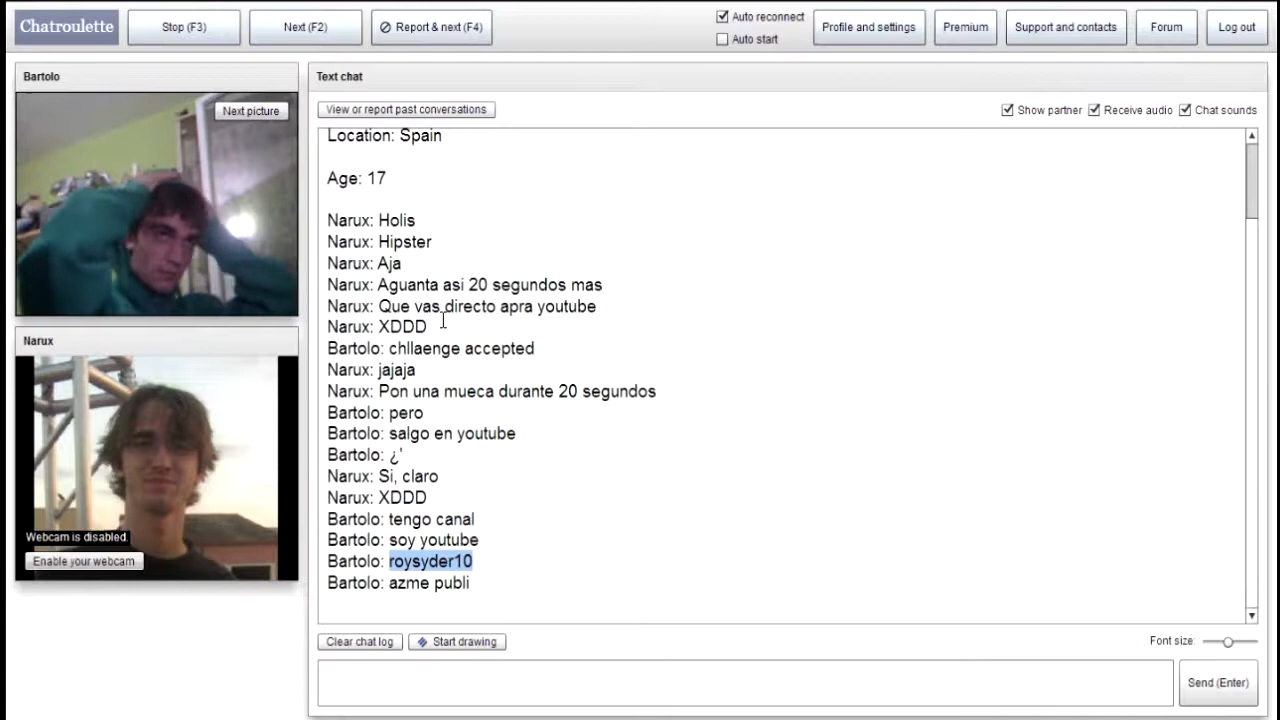 Chatroulette
Stop (F3)
Next (F2)
Report & next (F4)
Auto reconnect
Auto start
Profile and settings
Premium
Support and contacts
Forum
Log out
Bartolo
Next picture
Narux
Webcam is disabled.
Enable your webcam
Text chat
View or report past conversations
Show partner
Receive audio
Chat sounds
Location: Spain
Age: 17
Narux: Holis
Narux: Hipster
Narux: Aja
Narux: Aguanta asi 20 segundos mas
Narux: Que vas directo apra youtube
Narux: XDDD
Bartolo: chllaenge accepted
Narux: jajaja
Narux: Pon una mueca durante 20 segundos
Bartolo: pero
Bartolo: salgo en youtube
Bartolo: ¿'
Narux: Si, claro
Narux: XDDD
Bartolo: tengo canal
Bartolo: soy youtube
Bartolo: roysyder10
Bartolo: azme publi
Clear chat log
Start drawing
Font size:
Send (Enter)